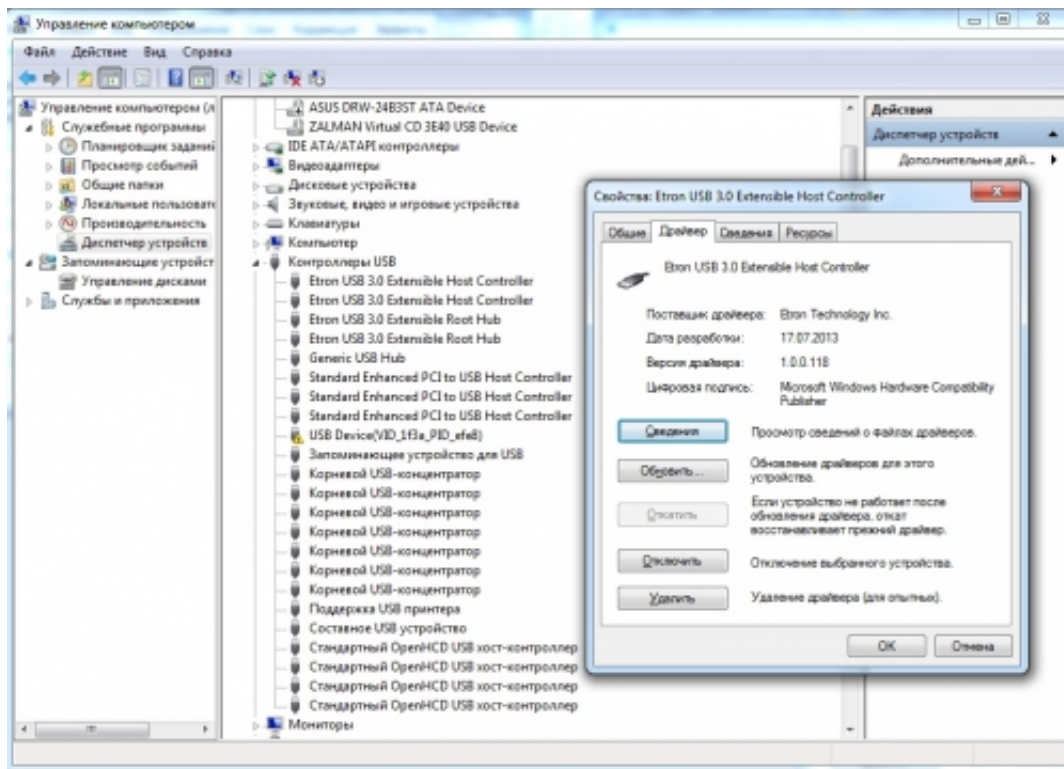 Управление компьютером
Файл Действие Вид Справка
Управление компьютером (л
Служебные программы
Планировщик заданий
Просмотр событий
Общие папки
Локальные пользовате
Производительность
Диспетчер устройств
Запоминающие устройст
Управление дисками
Службы и приложения
ASUS DRW-24B3ST ATA Device
ZALMAN Virtual CD 3E40 USB Device
IDE ATA/ATAPI контроллеры
Видеоадаптеры
Дисковые устройства
Звуковые, видео и игровые устройства
Клавиатуры
Компьютер
Контроллеры USB
Etron USB 3.0 Extensible Host Controller
Etron USB 3.0 Extensible Host Controller
Etron USB 3.0 Extensible Root Hub
Etron USB 3.0 Extensible Root Hub
Generic USB Hub
Standard Enhanced PCI to USB Host Controller
Standard Enhanced PCI to USB Host Controller
Standard Enhanced PCI to USB Host Controller
USB Device(VID_1f3a_PID_efe8)
Запоминающее устройство для USB
Корневой USB-концентратор
Корневой USB-концентратор
Корневой USB-концентратор
Корневой USB-концентратор
Корневой USB-концентратор
Корневой USB-концентратор
Корневой USB-концентратор
Поддержка USB принтера
Составное USB устройство
Стандартный OpenHCD USB хост-контроллер
Стандартный OpenHCD USB хост-контроллер
Стандартный OpenHCD USB хост-контроллер
Стандартный OpenHCD USB хост-контроллер
Мониторы
Действия
Диспетчер устройств
Дополнительные дей...
Свойства: Etron USB 3.0 Extensible Host Controller
Общие Драйвер Сведения Ресурсы
Etron USB 3.0 Extensible Host Controller
Поставщик драйвера: Etron Technology Inc.
Дата разработки: 17.07.2013
Версия драйвера: 1.0.0.118
Цифровая подпись: Microsoft Windows Hardware Compatibility
Publisher
Сведения Просмотр сведений о файлах драйверов.
Обновить... Обновление драйверов для этого
устройства.
Откатить Если устройство не работает после
обновления драйвера, откат
восстанавливает прежний драйвер.
Отключить Отключение выбранного устройства.
Удалить Удаление драйвера (для опытных).
OK Отмена